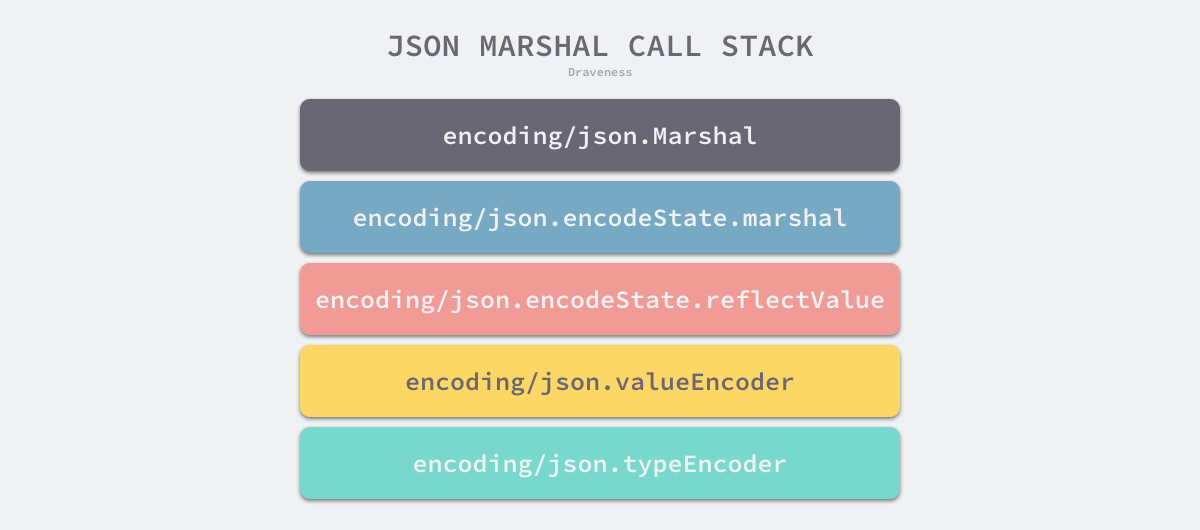 JSON MARSHAL CALL STACK
Draveness
encoding/json.Marshal
encoding/json.encodeState.marshal
encoding/json.encodeState.reflectValue
encoding/json.valueEncoder
encoding/json.typeEncoder